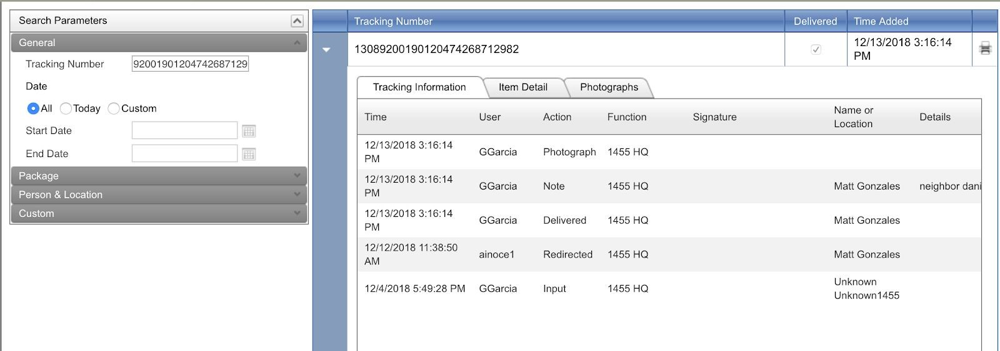 Search Parameters
General
Tracking Number 92001901204742687129
Date
All Today Custom
Start Date
End Date
Package
Person & Location
Custom
Tracking Number Delivered Time Added
13089200190120474268712982 12/13/2018 3:16:14
PM
Tracking Information Item Detail Photographs
Time User Action Function Signature Name or
Location Details
12/13/2018 3:16:14
PM GGarcia Photograph 1455 HQ
12/13/2018 3:16:14
PM GGarcia Note 1455 HQ Matt Gonzales neighbor dani
12/13/2018 3:16:14
PM GGarcia Delivered 1455 HQ Matt Gonzales
12/12/2018 11:38:50
AM ainoce1 Redirected 1455 HQ Matt Gonzales
12/4/2018 5:49:28 PM GGarcia Input 1455 HQ Unknown
Unknown1455